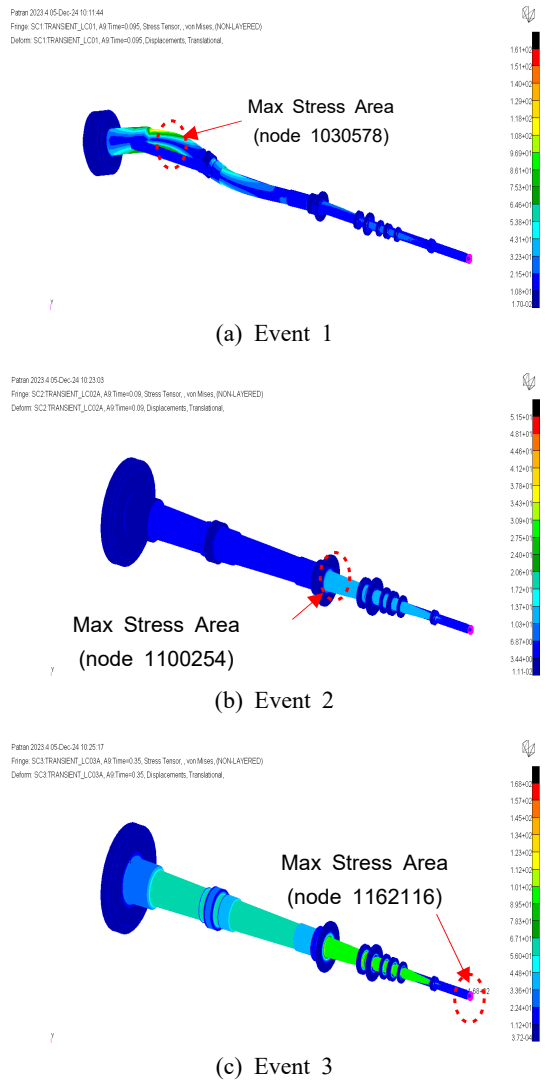 Patran 2023.4 05-Dec-24 10:11:44
Fringe: SC1:TRANSIENT_LC01, A9:Time=0.095, Stress Tensor, , von Mises, (NON-LAYERED)
Deform: SC1:TRANSIENT_LC01, A9:Time=0.095, Displacements, Translational,
1.61+02
1.51+02
1.40+02
1.29+02
1.18+02
1.08+02
9.69+01
8.61+01
7.53+01
6.46+01
5.38+01
4.31+01
3.23+01
2.15+01
1.08+01
1.70-02
Max Stress Area
(node 1030578)
y
(a) Event 1
Patran 2023.4 05-Dec-24 10:23:03
Fringe: SC2:TRANSIENT_LC02A, A9:Time=0.09, Stress Tensor, , von Mises, (NON-LAYERED)
Deform: SC2:TRANSIENT_LC02A, A9:Time=0.09, Displacements, Translational,
5.15+01
4.81+01
4.46+01
4.12+01
3.78+01
3.43+01
3.09+01
2.75+01
2.40+01
2.06+01
1.72+01
1.37+01
1.03+01
6.87+00
3.44+00
1.11-02
Max Stress Area
(node 1100254)
y
(b) Event 2
Patran 2023.4 05-Dec-24 10:25:17
Fringe: SC3:TRANSIENT_LC03A, A9:Time=0.35, Stress Tensor, , von Mises, (NON-LAYERED)
Deform: SC3:TRANSIENT_LC03A, A9:Time=0.35, Displacements, Translational,
1.68+02
1.57+02
1.46+02
1.34+02
1.23+02
1.12+02
1.01+02
8.95+01
7.83+01
6.71+01
5.60+01
4.48+01
3.36+01
2.24+01
1.12+01
3.72-04
Max Stress Area
(node 1162116)
1.68+02
y
(c) Event 3